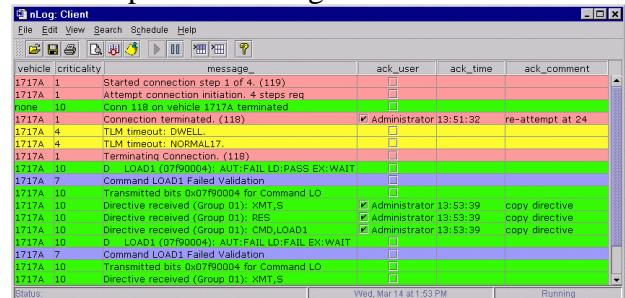 nLog: Client
File Edit View Search Schedule Help
vehicle criticality message_ ack_user ack_time ack_comment
1717A 1 Started connection step 1 of 4. (119)
1717A 1 Attempt connection initiation. 4 steps req
none 10 Conn 118 on vehicle 1717A terminated
1717A 1 Connection terminated. (118) Administrator 13:51:32 re-attempt at 24
1717A 4 TLM timeout: DWELL.
1717A 4 TLM timeout: NORMAL17.
1717A 1 Terminating Connection. (118)
1717A 10 D LOAD1 (07f90004): AUT:FAIL LD:PASS EX:WAIT
1717A 7 Command LOAD1 Failed Validation
1717A 10 Transmitted bits 0x07f90004 for Command LO
1717A 10 Directive received (Group 01): XMT,S Administrator 13:53:39 copy directive
1717A 10 Directive received (Group 01): RES Administrator 13:53:39 copy directive
1717A 10 Directive received (Group 01): CMD,LOAD1 Administrator 13:53:39 copy directive
1717A 10 D LOAD1 (07f90004): AUT:FAIL LD:FAIL EX:WAIT
1717A 7 Command LOAD1 Failed Validation
1717A 10 Transmitted bits 0x07f90004 for Command LO
1717A 10 Directive received (Group 01): XMT,S
Status: Wed, Mar 14 at 1:53 PM Running